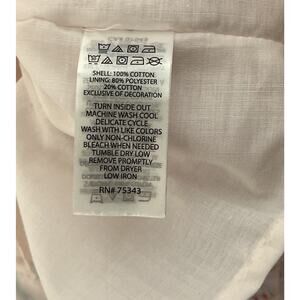 SHELL: 100% COTTON
LINING: 80% POLYESTER
20% COTTON
EXCLUSIVE OF DECORATION
TURN INSIDE OUT
MACHINE WASH COOL
DELICATE CYCLE
WASH WITH LIKE COLORS
ONLY NON-CHLORINE
BLEACH WHEN NEEDED
TUMBLE DRY LOW
REMOVE PROMPTLY
FROM DRYER
LOW IRON
RN# 75343